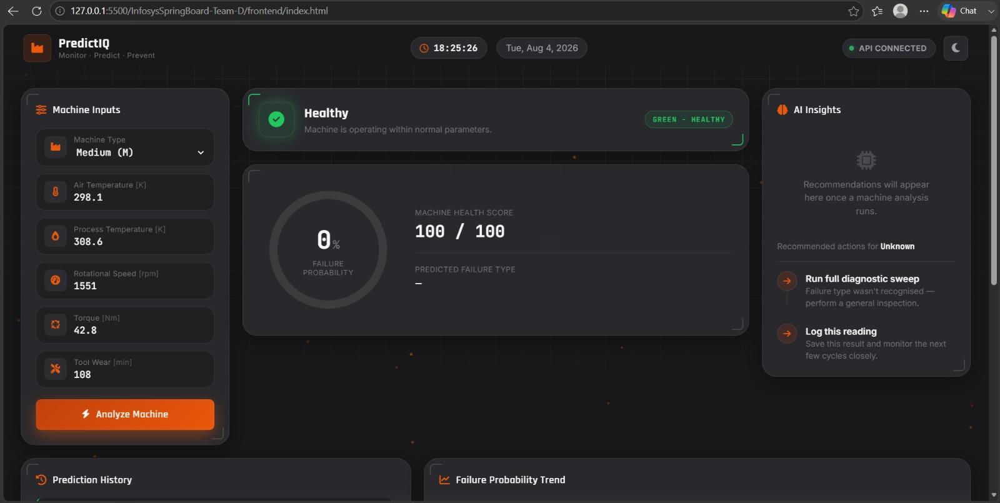 127.0.0.1:5500/InfosysSpringBoard-Team-D/frontend/index.html
Chat
PredictIQ
Monitor · Predict · Prevent
18:25:26
Tue, Aug 4, 2026
API CONNECTED
Machine Inputs
Machine Type
Medium (M)
Air Temperature [K]
298.1
Process Temperature [K]
308.6
Rotational Speed [rpm]
1551
Torque [Nm]
42.8
Tool Wear [min]
108
Analyze Machine
Healthy
Machine is operating within normal parameters.
GREEN - HEALTHY
0%
FAILURE
PROBABILITY
MACHINE HEALTH SCORE
100 / 100
PREDICTED FAILURE TYPE
—
AI Insights
Recommendations will appear
here once a machine analysis
runs.
Recommended actions for Unknown
Run full diagnostic sweep
Failure type wasn't recognised —
perform a general inspection.
Log this reading
Save this result and monitor the next
few cycles closely.
Prediction History
Failure Probability Trend